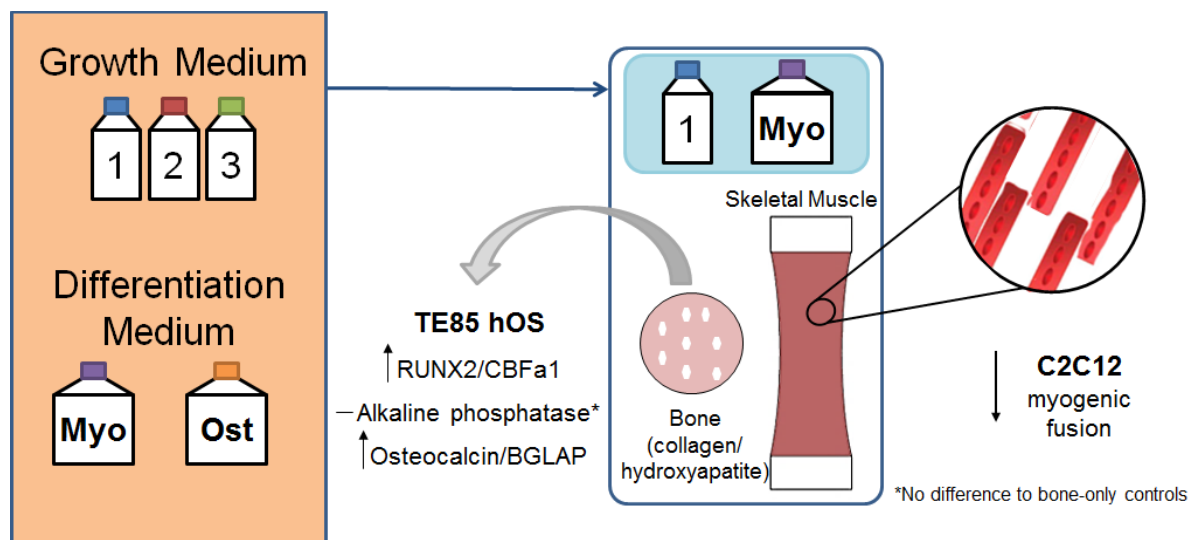 Growth Medium
1 2 3
Differentiation
Medium
Myo Ost
1 Myo
Skeletal Muscle
TE85 hOS
↑RUNX2/CBFa1
–Alkaline phosphatase*
↑Osteocalcin/BGLAP
Bone
(collagen/
hydroxyapatite)
↓ C2C12
myogenic
fusion
*No difference to bone-only controls